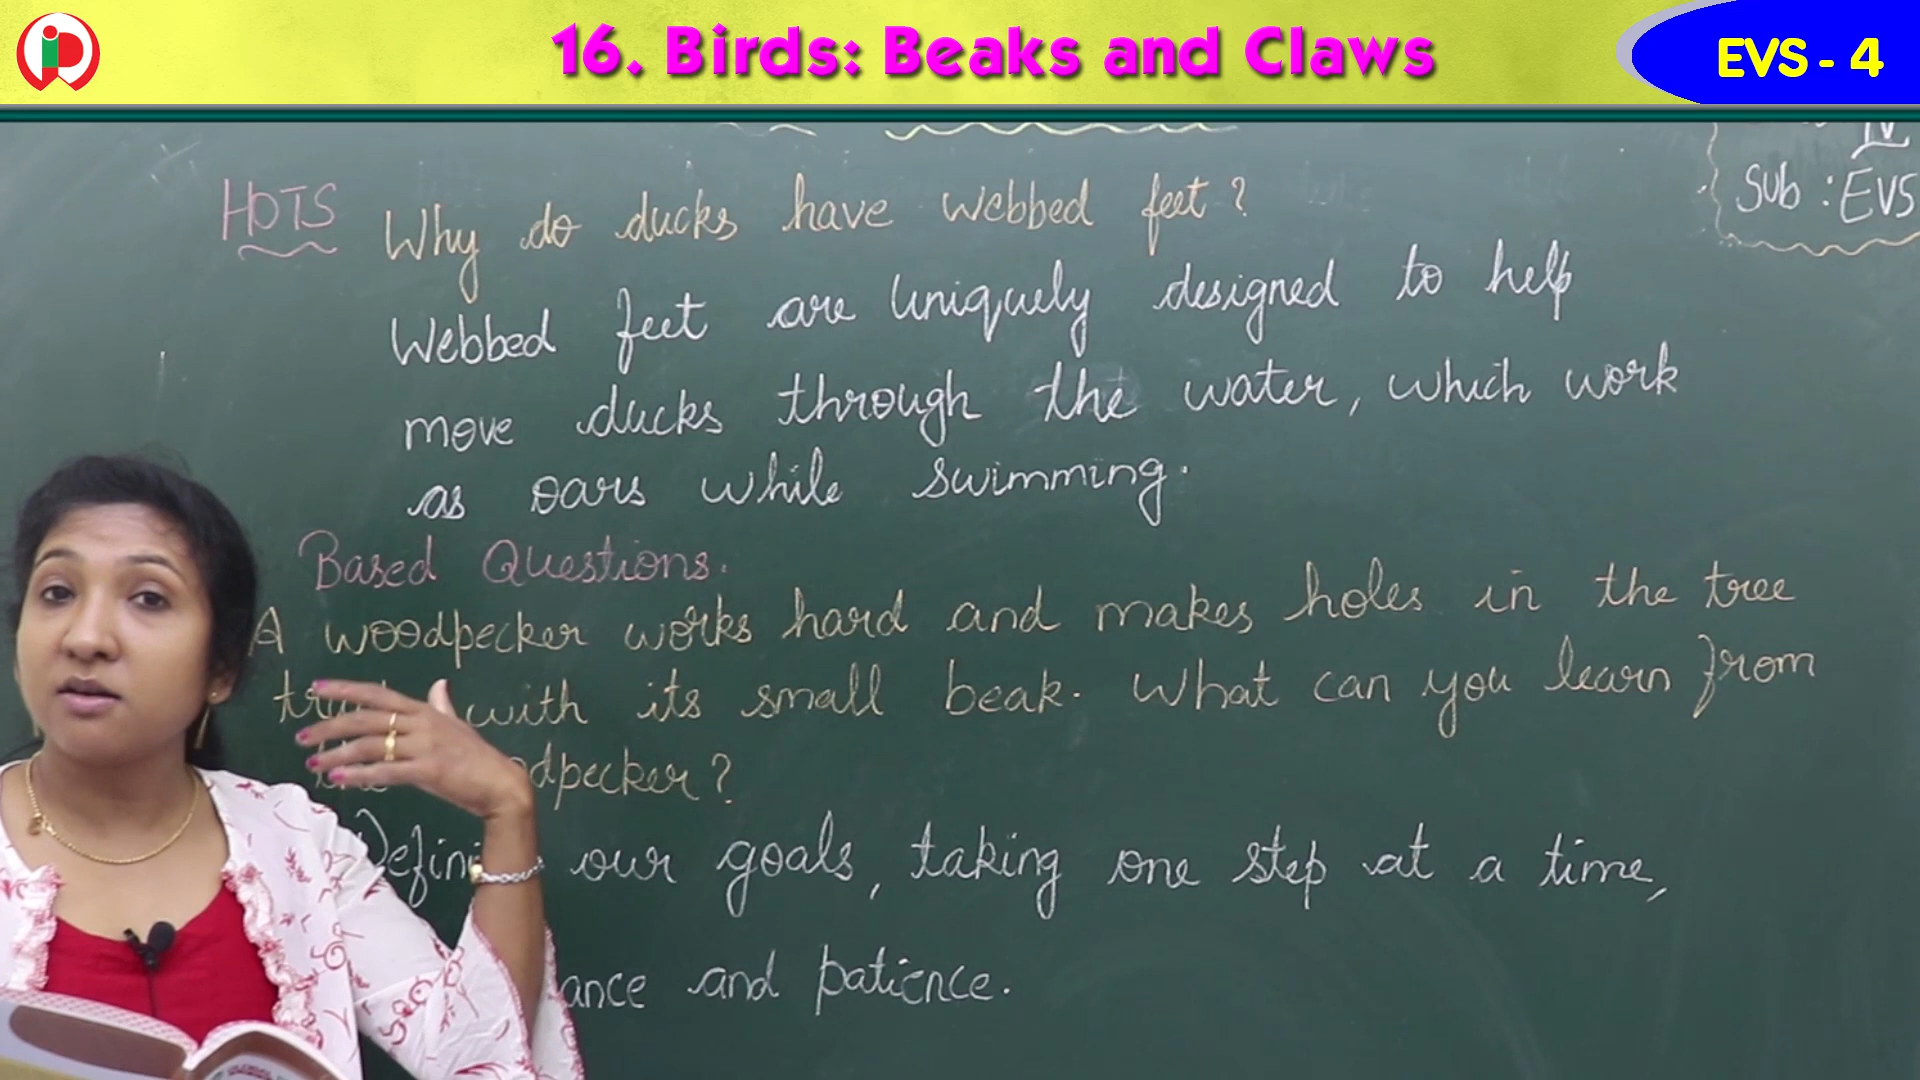 16. Birds: Beaks and Claws
EVS - 4
IV
Sub : EVS
HOTS
Why do ducks have webbed feet ?
Webbed feet are uniquely designed to help
move ducks through the water, which work
as oars while swimming.
Based Questions.
A woodpecker works hard and makes holes in the tree
with its small beak. What can you learn from
dpecker ?
our goals, taking one step at a time,
ance and patience.